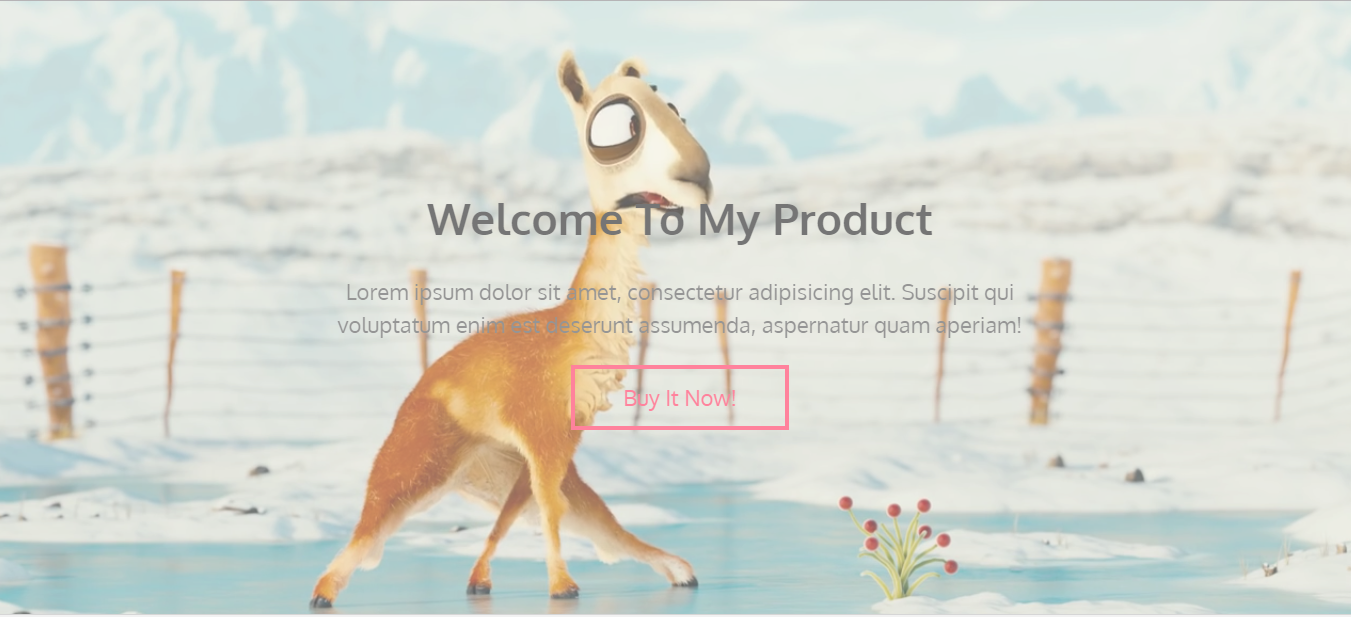 Welcome To My Product
Lorem ipsum dolor sit amet, consectetur adipisicing elit. Suscipit qui
voluptatum enim est deserunt assumenda, aspernatur quam aperiam!
Buy It Now!